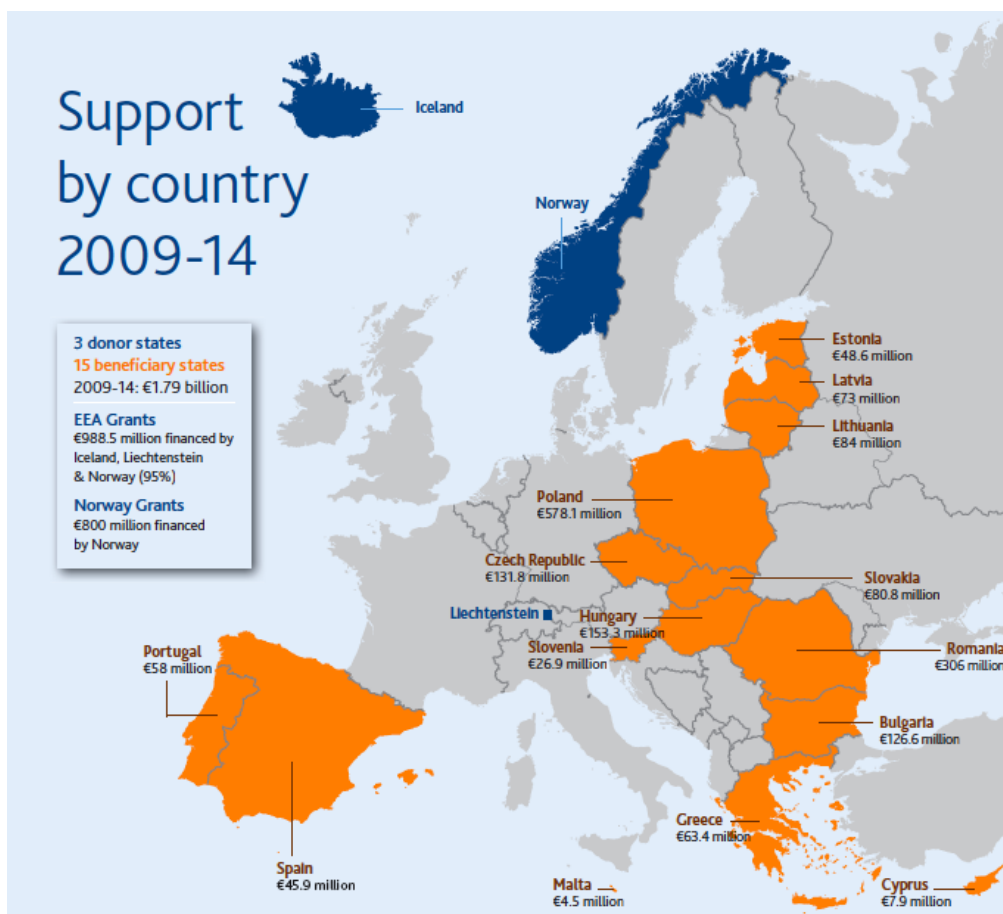 Support
by country
2009-14
Iceland
Norway
3 donor states
15 beneficiary states
2009-14: €1.79 billion
EEA Grants
€988.5 million financed by
Iceland, Liechtenstein
& Norway (95%)
Norway Grants
€800 million financed
by Norway
Estonia
€48.6 million
Latvia
€73 million
Lithuania
€84 million
Poland
€578.1 million
Czech Republic
€131.8 million
Slovakia
€80.8 million
Liechtenstein
Hungary
€153.3 million
Slovenia
€26.9 million
Portugal
€58 million
Romania
€306 million
Bulgaria
€126.6 million
Greece
€63.4 million
Spain
€45.9 million
Malta
€4.5 million
Cyprus
€7.9 million